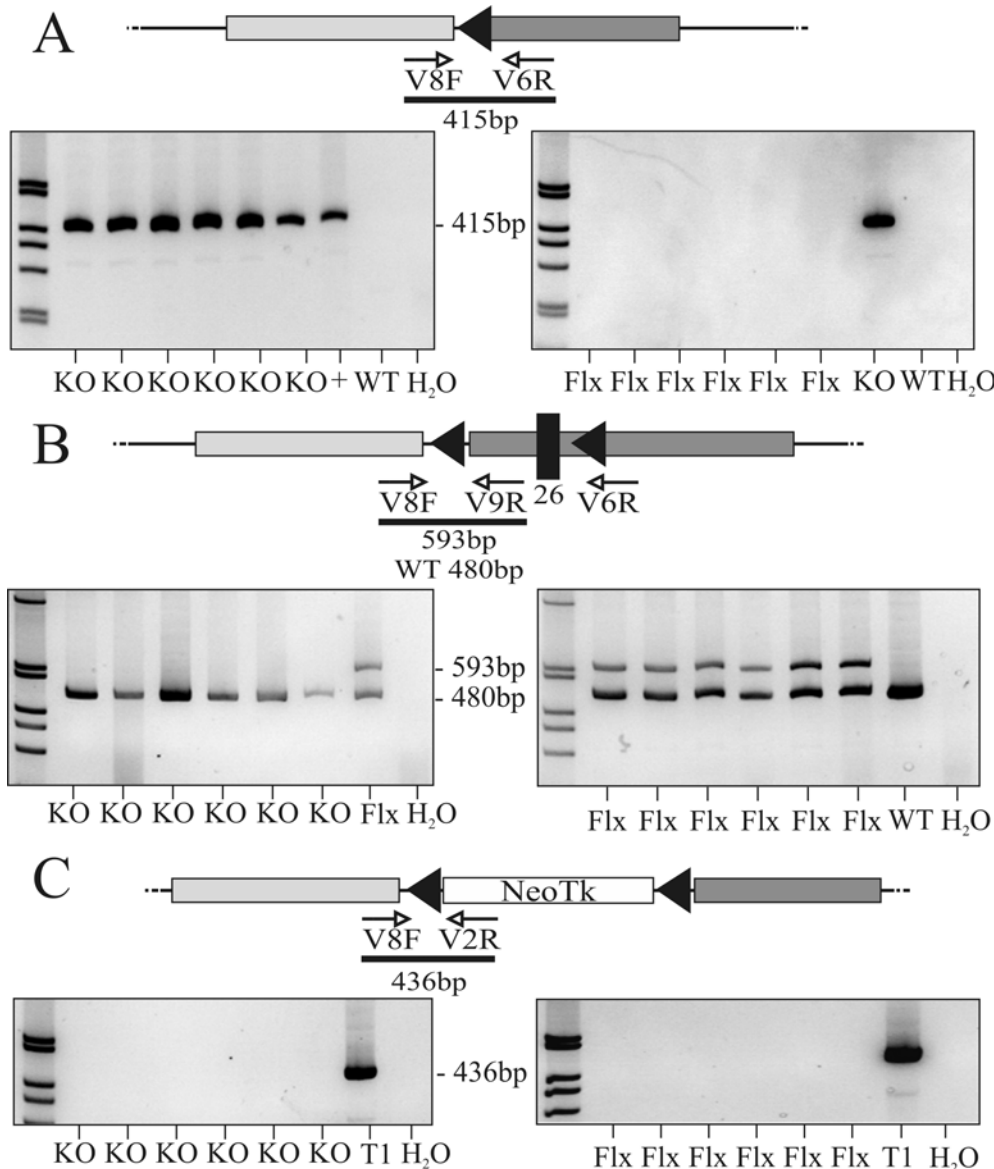 A
V8F V6R
415bp
- 415bp
KO KO KO KO KO KO + WT H2O
Flx Flx Flx Flx Flx Flx KO WT H2O
B
V8F V9R 26 V6R
593bp
WT 480bp
- 593bp
- 480bp
KO KO KO KO KO KO Flx H2O
Flx Flx Flx Flx Flx Flx WT H2O
C
NeoTk
V8F V2R
436bp
- 436bp
KO KO KO KO KO KO T1 H2O
Flx Flx Flx Flx Flx Flx T1 H2O